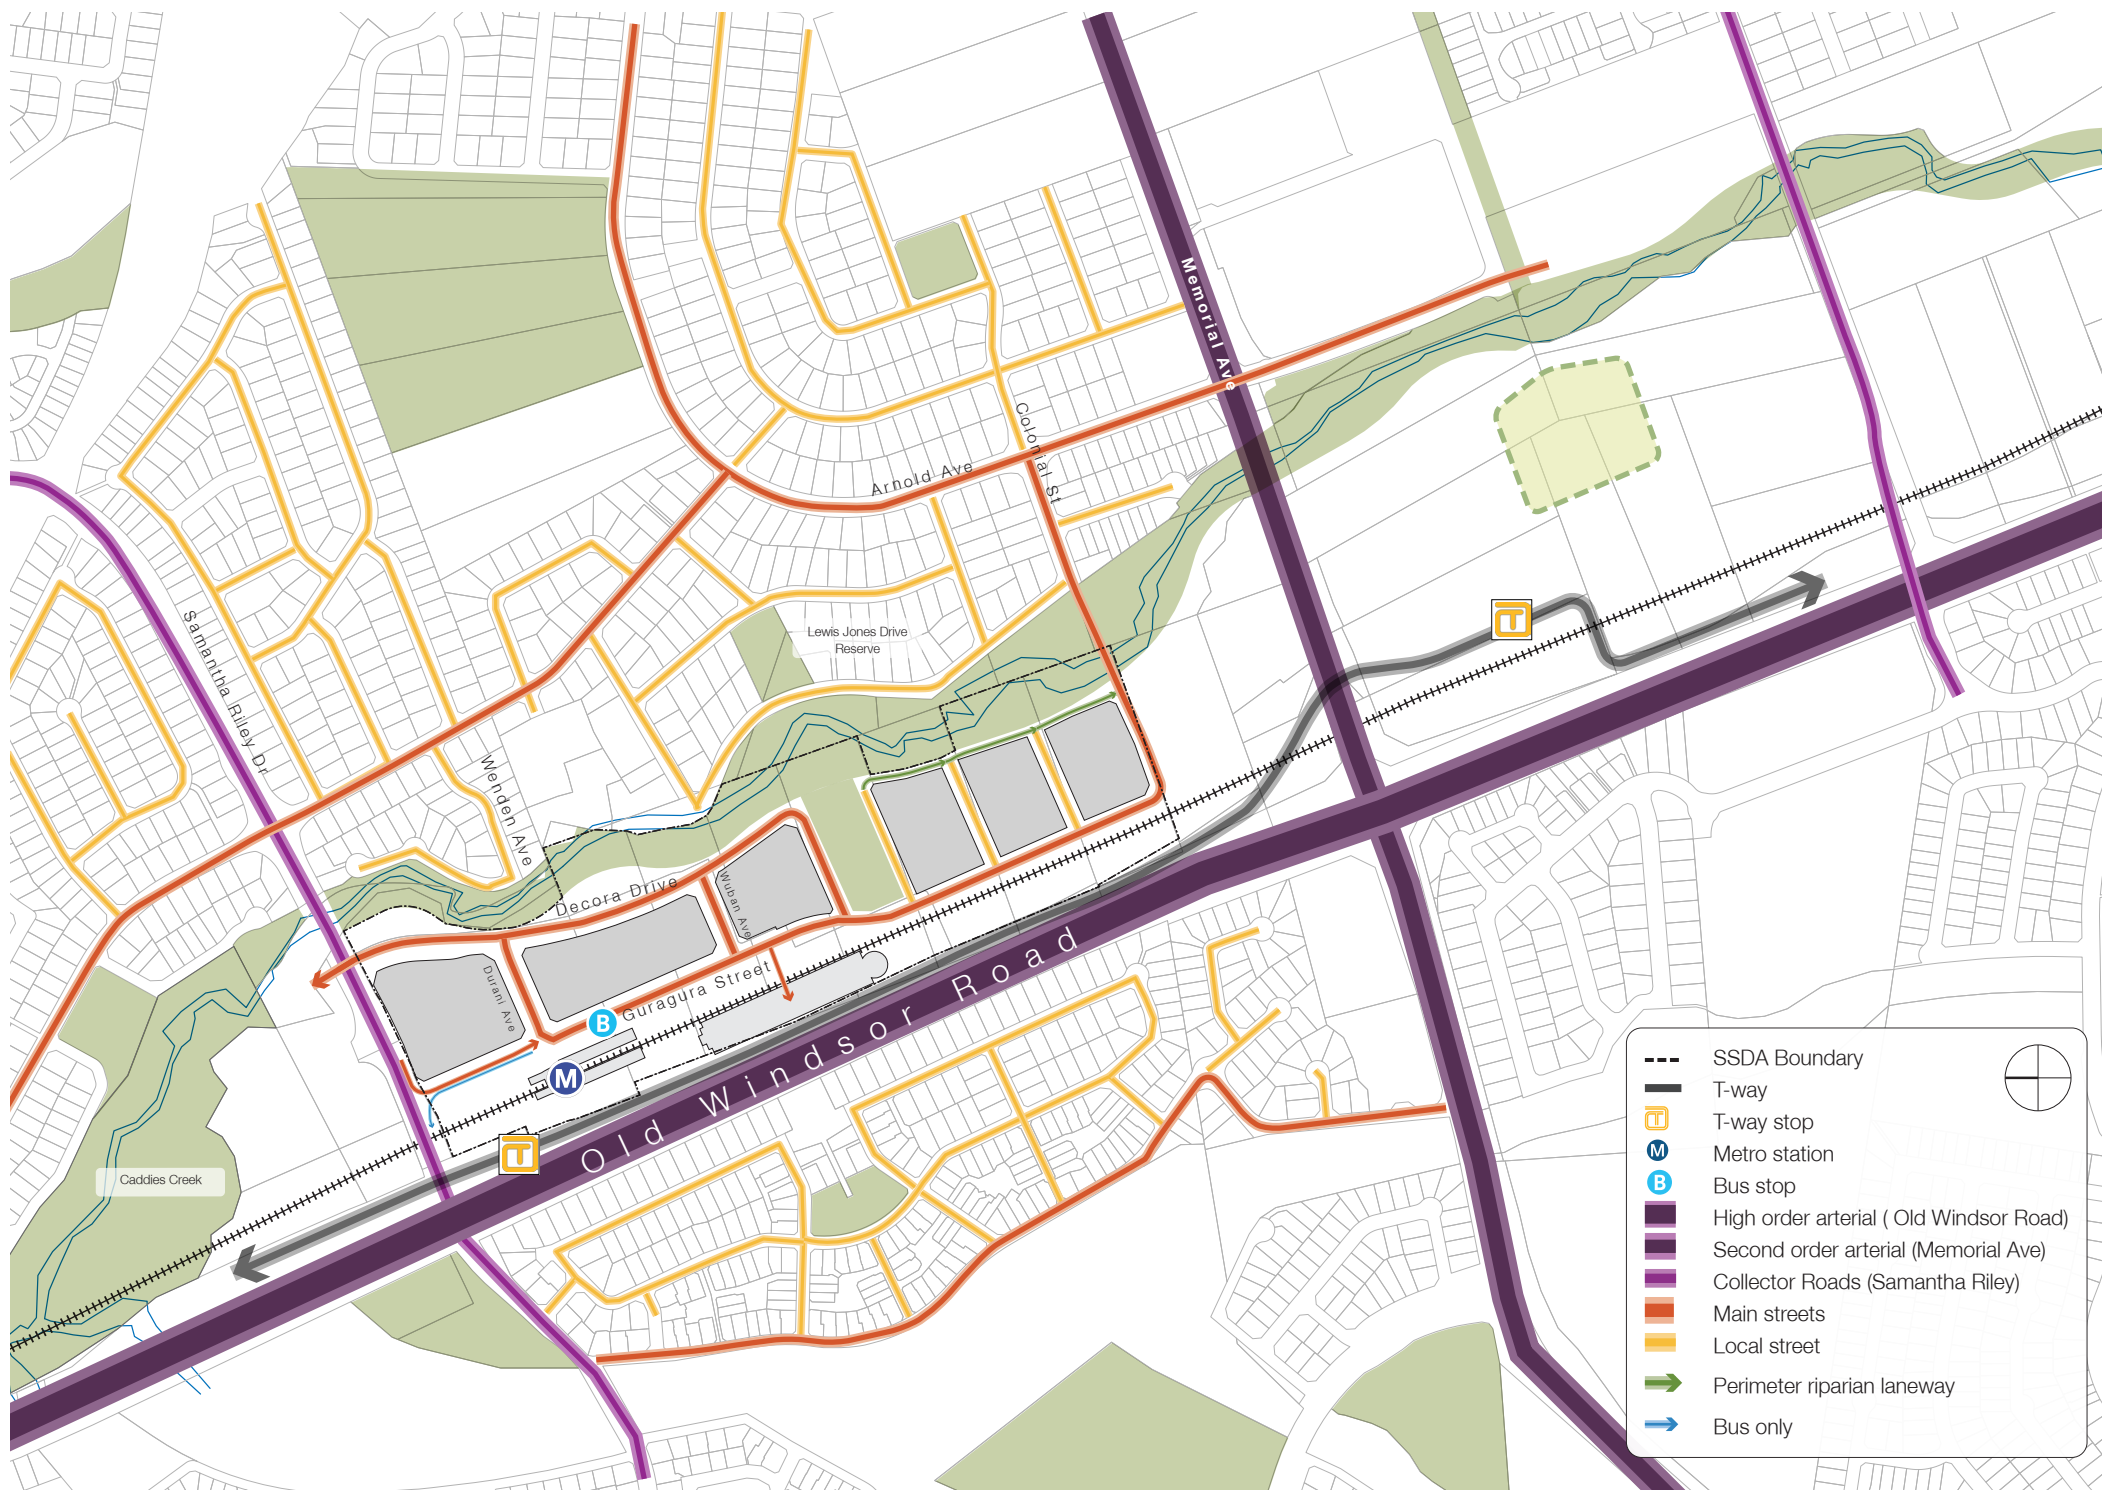 Memorial Ave
Colonial St
Arnold Ave
Lewis Jones Drive
Reserve
Samantha Riley Dr
Wenden Ave
Decora Drive
Wuban Ave
Durani Ave
Guragura Street
B
M
T
T
Old Windsor Road
Caddies Creek
SSDA Boundary
T-way
T T-way stop
M Metro station
B Bus stop
High order arterial ( Old Windsor Road)
Second order arterial (Memorial Ave)
Collector Roads (Samantha Riley)
Main streets
Local street
Perimeter riparian laneway
Bus only